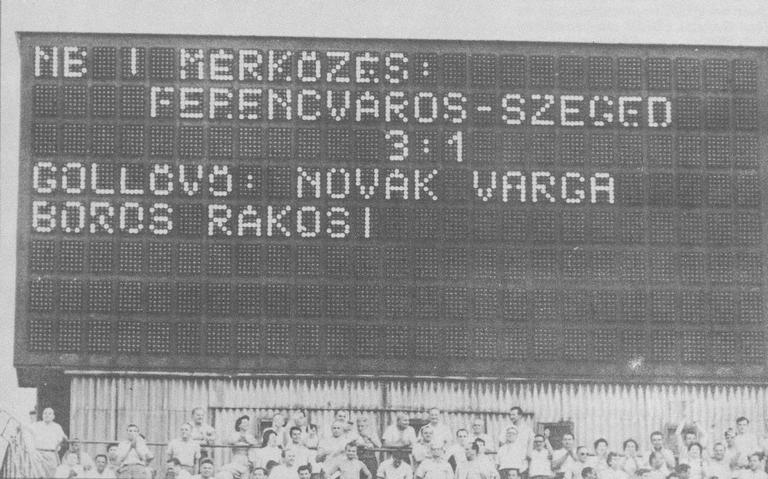 NB I MÉRKŐZÉS:
FERENCVÁROS-SZEGED
3:1
GÓLLÖVŐ: NOVÁK VARGA
BOROS RÁKOSI